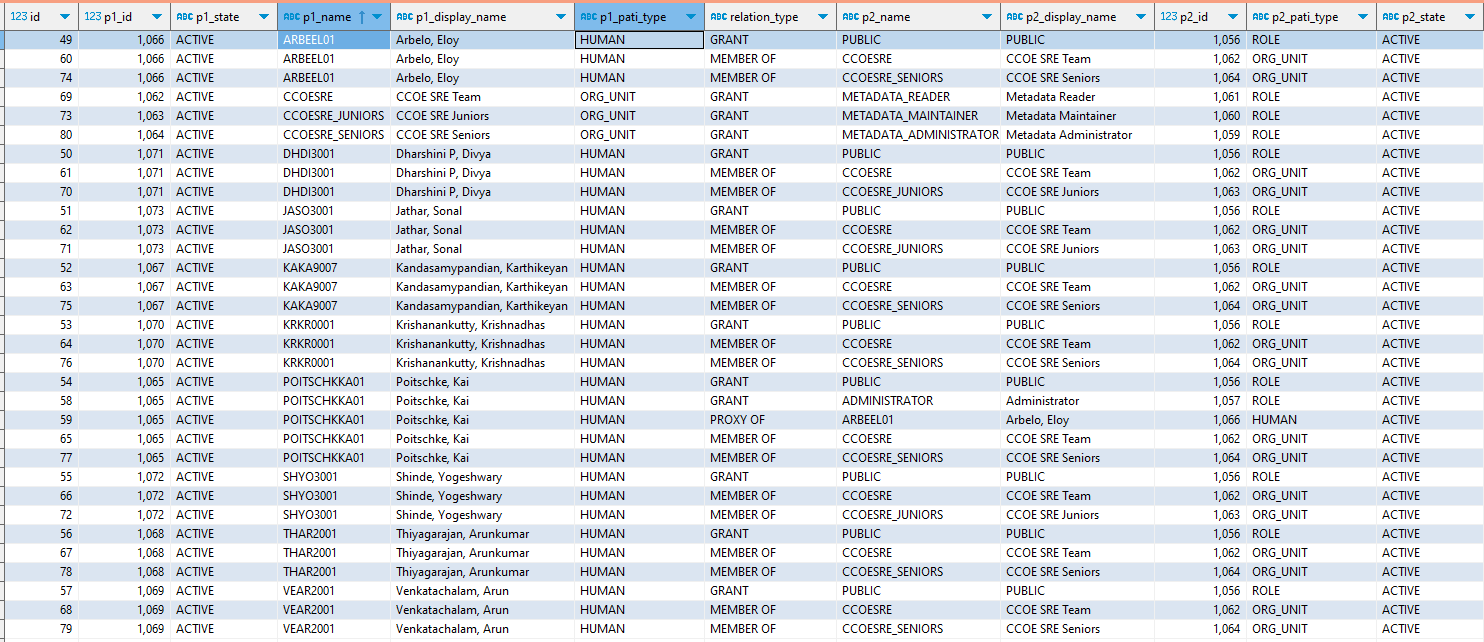 123 id 123 p1_id ABC p1_state ABC p1_name ABC p1_display_name ABC p1_pati_type ABC relation_type ABC p2_name ABC p2_display_name 123 p2_id ABC p2_pati_type ABC p2_state
49 1,066 ACTIVE ARBEEL01 Arbelo, Eloy HUMAN GRANT PUBLIC PUBLIC 1,056 ROLE ACTIVE
60 1,066 ACTIVE ARBEEL01 Arbelo, Eloy HUMAN MEMBER OF CCOESRE CCOE SRE Team 1,062 ORG_UNIT ACTIVE
74 1,066 ACTIVE ARBEEL01 Arbelo, Eloy HUMAN MEMBER OF CCOESRE_SENIORS CCOE SRE Seniors 1,064 ORG_UNIT ACTIVE
69 1,062 ACTIVE CCOESRE CCOE SRE Team ORG_UNIT GRANT METADATA_READER Metadata Reader 1,061 ROLE ACTIVE
73 1,063 ACTIVE CCOESRE_JUNIORS CCOE SRE Juniors ORG_UNIT GRANT METADATA_MAINTAINER Metadata Maintainer 1,060 ROLE ACTIVE
80 1,064 ACTIVE CCOESRE_SENIORS CCOE SRE Seniors ORG_UNIT GRANT METADATA_ADMINISTRATOR Metadata Administrator 1,059 ROLE ACTIVE
50 1,071 ACTIVE DHDI3001 Dharshini P, Divya HUMAN GRANT PUBLIC PUBLIC 1,056 ROLE ACTIVE
61 1,071 ACTIVE DHDI3001 Dharshini P, Divya HUMAN MEMBER OF CCOESRE CCOE SRE Team 1,062 ORG_UNIT ACTIVE
70 1,071 ACTIVE DHDI3001 Dharshini P, Divya HUMAN MEMBER OF CCOESRE_JUNIORS CCOE SRE Juniors 1,063 ORG_UNIT ACTIVE
51 1,073 ACTIVE JASO3001 Jathar, Sonal HUMAN GRANT PUBLIC PUBLIC 1,056 ROLE ACTIVE
62 1,073 ACTIVE JASO3001 Jathar, Sonal HUMAN MEMBER OF CCOESRE CCOE SRE Team 1,062 ORG_UNIT ACTIVE
71 1,073 ACTIVE JASO3001 Jathar, Sonal HUMAN MEMBER OF CCOESRE_JUNIORS CCOE SRE Juniors 1,063 ORG_UNIT ACTIVE
52 1,067 ACTIVE KAKA9007 Kandasamypandian, Karthikeyan HUMAN GRANT PUBLIC PUBLIC 1,056 ROLE ACTIVE
63 1,067 ACTIVE KAKA9007 Kandasamypandian, Karthikeyan HUMAN MEMBER OF CCOESRE CCOE SRE Team 1,062 ORG_UNIT ACTIVE
75 1,067 ACTIVE KAKA9007 Kandasamypandian, Karthikeyan HUMAN MEMBER OF CCOESRE_SENIORS CCOE SRE Seniors 1,064 ORG_UNIT ACTIVE
53 1,070 ACTIVE KRKR0001 Krishanankutty, Krishnadhas HUMAN GRANT PUBLIC PUBLIC 1,056 ROLE ACTIVE
64 1,070 ACTIVE KRKR0001 Krishanankutty, Krishnadhas HUMAN MEMBER OF CCOESRE CCOE SRE Team 1,062 ORG_UNIT ACTIVE
76 1,070 ACTIVE KRKR0001 Krishanankutty, Krishnadhas HUMAN MEMBER OF CCOESRE_SENIORS CCOE SRE Seniors 1,064 ORG_UNIT ACTIVE
54 1,065 ACTIVE POITSCHKKA01 Poitschke, Kai HUMAN GRANT PUBLIC PUBLIC 1,056 ROLE ACTIVE
58 1,065 ACTIVE POITSCHKKA01 Poitschke, Kai HUMAN GRANT ADMINISTRATOR Administrator 1,057 ROLE ACTIVE
59 1,065 ACTIVE POITSCHKKA01 Poitschke, Kai HUMAN PROXY OF ARBEEL01 Arbelo, Eloy 1,066 HUMAN ACTIVE
65 1,065 ACTIVE POITSCHKKA01 Poitschke, Kai HUMAN MEMBER OF CCOESRE CCOE SRE Team 1,062 ORG_UNIT ACTIVE
77 1,065 ACTIVE POITSCHKKA01 Poitschke, Kai HUMAN MEMBER OF CCOESRE_SENIORS CCOE SRE Seniors 1,064 ORG_UNIT ACTIVE
55 1,072 ACTIVE SHYO3001 Shinde, Yogeshwary HUMAN GRANT PUBLIC PUBLIC 1,056 ROLE ACTIVE
66 1,072 ACTIVE SHYO3001 Shinde, Yogeshwary HUMAN MEMBER OF CCOESRE CCOE SRE Team 1,062 ORG_UNIT ACTIVE
72 1,072 ACTIVE SHYO3001 Shinde, Yogeshwary HUMAN MEMBER OF CCOESRE_JUNIORS CCOE SRE Juniors 1,063 ORG_UNIT ACTIVE
56 1,068 ACTIVE THAR2001 Thiyagarajan, Arunkumar HUMAN GRANT PUBLIC PUBLIC 1,056 ROLE ACTIVE
67 1,068 ACTIVE THAR2001 Thiyagarajan, Arunkumar HUMAN MEMBER OF CCOESRE CCOE SRE Team 1,062 ORG_UNIT ACTIVE
78 1,068 ACTIVE THAR2001 Thiyagarajan, Arunkumar HUMAN MEMBER OF CCOESRE_SENIORS CCOE SRE Seniors 1,064 ORG_UNIT ACTIVE
57 1,069 ACTIVE VEAR2001 Venkatachalam, Arun HUMAN GRANT PUBLIC PUBLIC 1,056 ROLE ACTIVE
68 1,069 ACTIVE VEAR2001 Venkatachalam, Arun HUMAN MEMBER OF CCOESRE CCOE SRE Team 1,062 ORG_UNIT ACTIVE
79 1,069 ACTIVE VEAR2001 Venkatachalam, Arun HUMAN MEMBER OF CCOESRE_SENIORS CCOE SRE Seniors 1,064 ORG_UNIT ACTIVE